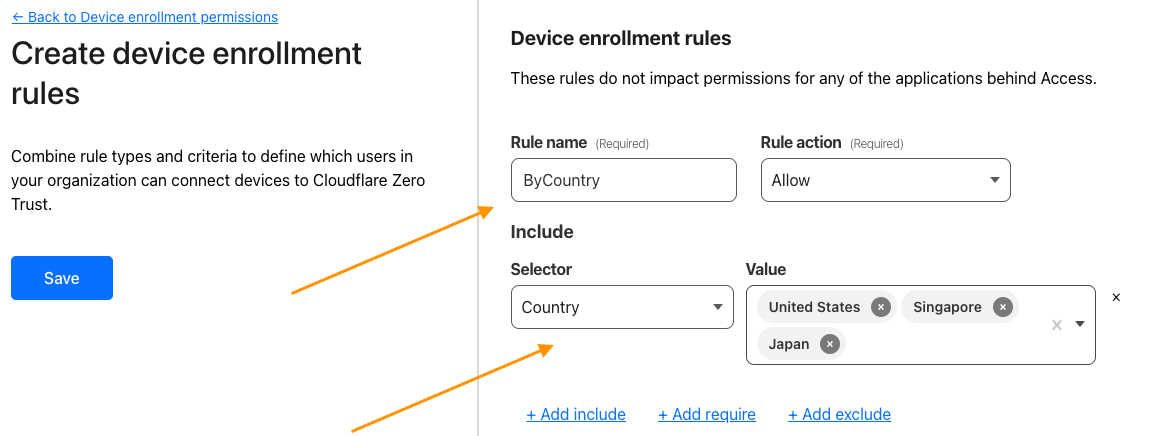 ← Back to Device enrollment permissions
Create device enrollment
rules
Combine rule types and criteria to define which users in
your organization can connect devices to Cloudflare Zero
Trust.
Save
Device enrollment rules
These rules do not impact permissions for any of the applications behind Access.
Rule name (Required)
Rule action (Required)
ByCountry
Allow
Include
Selector
Value
Country
United States × Singapore ×
Japan ×
+ Add include
+ Add require
+ Add exclude